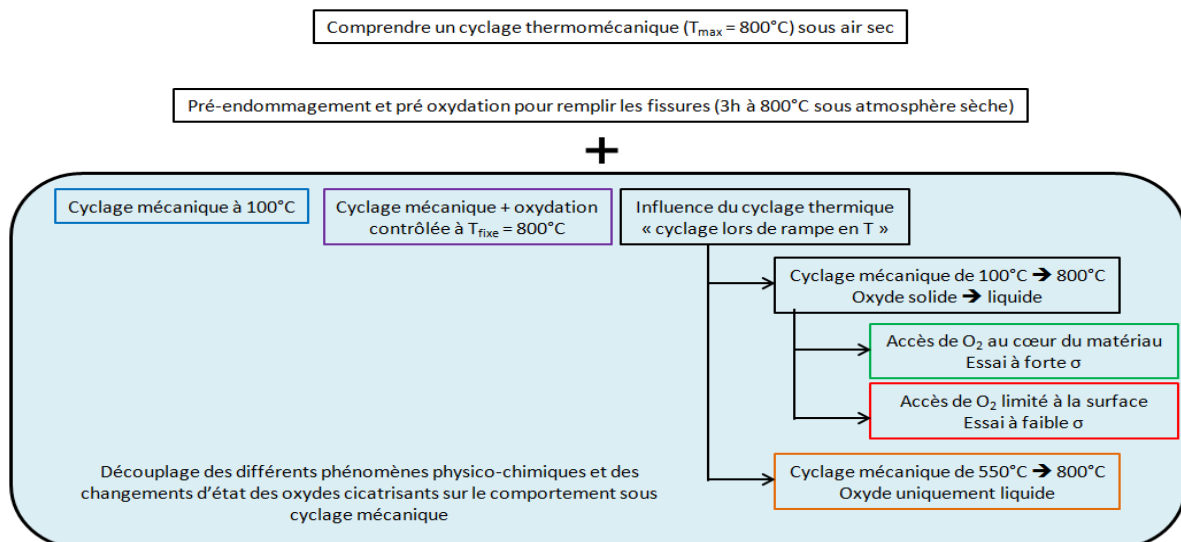 Comprendre un cyclage thermomécanique (Tmax = 800°C) sous air sec
Pré-endommagement et pré oxydation pour remplir les fissures (3h à 800°C sous atmosphère sèche)
+
Cyclage mécanique à 100°C
Cyclage mécanique + oxydation
contrôlée à Tfixe = 800°C
Influence du cyclage thermique
« cyclage lors de rampe en T »
Cyclage mécanique de 100°C ➔ 800°C
Oxyde solide ➔ liquide
Accès de O2 au cœur du matériau
Essai à forte σ
Accès de O2 limité à la surface
Essai à faible σ
Cyclage mécanique de 550°C ➔ 800°C
Oxyde uniquement liquide
Découplage des différents phénomènes physico-chimiques et des
changements d'état des oxydes cicatrisants sur le comportement sous
cyclage mécanique